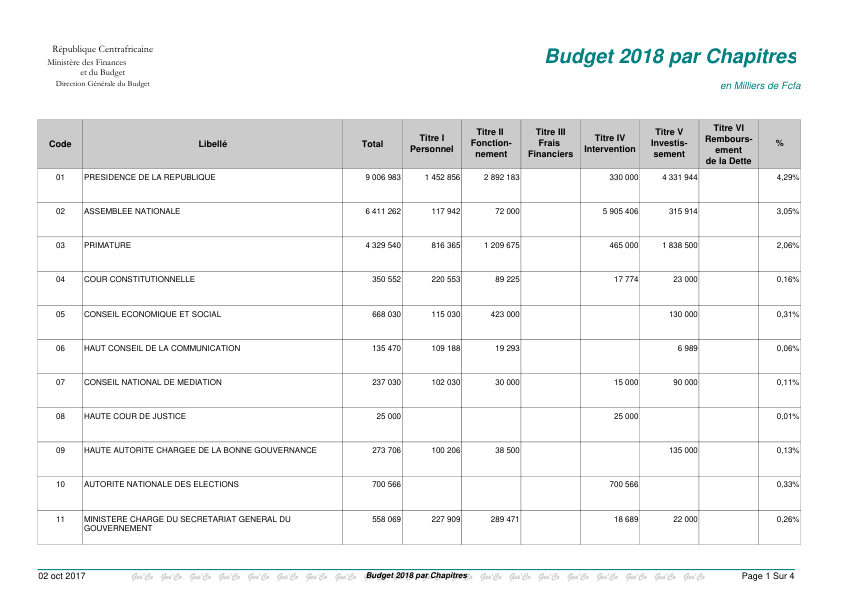 République Centrafricaine
Ministère des Finances
et du Budget
Direction Générale du Budget
Budget 2018 par Chapitres
en Milliers de Fcfa
Code Libellé Total Titre I Personnel Titre II Fonction-nement Titre III Frais Financiers Titre IV Intervention Titre V Investis-sement Titre VI Rembours-ement de la Dette %
01 PRESIDENCE DE LA REPUBLIQUE 9 006 983 1 452 856 2 892 183 330 000 4 331 944 4,29%
02 ASSEMBLEE NATIONALE 6 411 262 117 942 72 000 5 905 406 315 914 3,05%
03 PRIMATURE 4 329 540 816 365 1 209 675 465 000 1 838 500 2,06%
04 COUR CONSTITUTIONNELLE 350 552 220 553 89 225 17 774 23 000 0,16%
05 CONSEIL ECONOMIQUE ET SOCIAL 668 030 115 030 423 000 130 000 0,31%
06 HAUT CONSEIL DE LA COMMUNICATION 135 470 109 188 19 293 6 989 0,06%
07 CONSEIL NATIONAL DE MEDIATION 237 030 102 030 30 000 15 000 90 000 0,11%
08 HAUTE COUR DE JUSTICE 25 000 25 000 0,01%
09 HAUTE AUTORITE CHARGEE DE LA BONNE GOUVERNANCE 273 706 100 206 38 500 135 000 0,13%
10 AUTORITE NATIONALE DES ELECTIONS 700 566 700 566 0,33%
11 MINISTERE CHARGE DU SECRETARIAT GENERAL DU 558 069 227 909 289 471 18 689 22 000 0,26%
GOUVERNEMENT
02 oct 2017 Budget 2018 par Chapitres Page 1 Sur 4